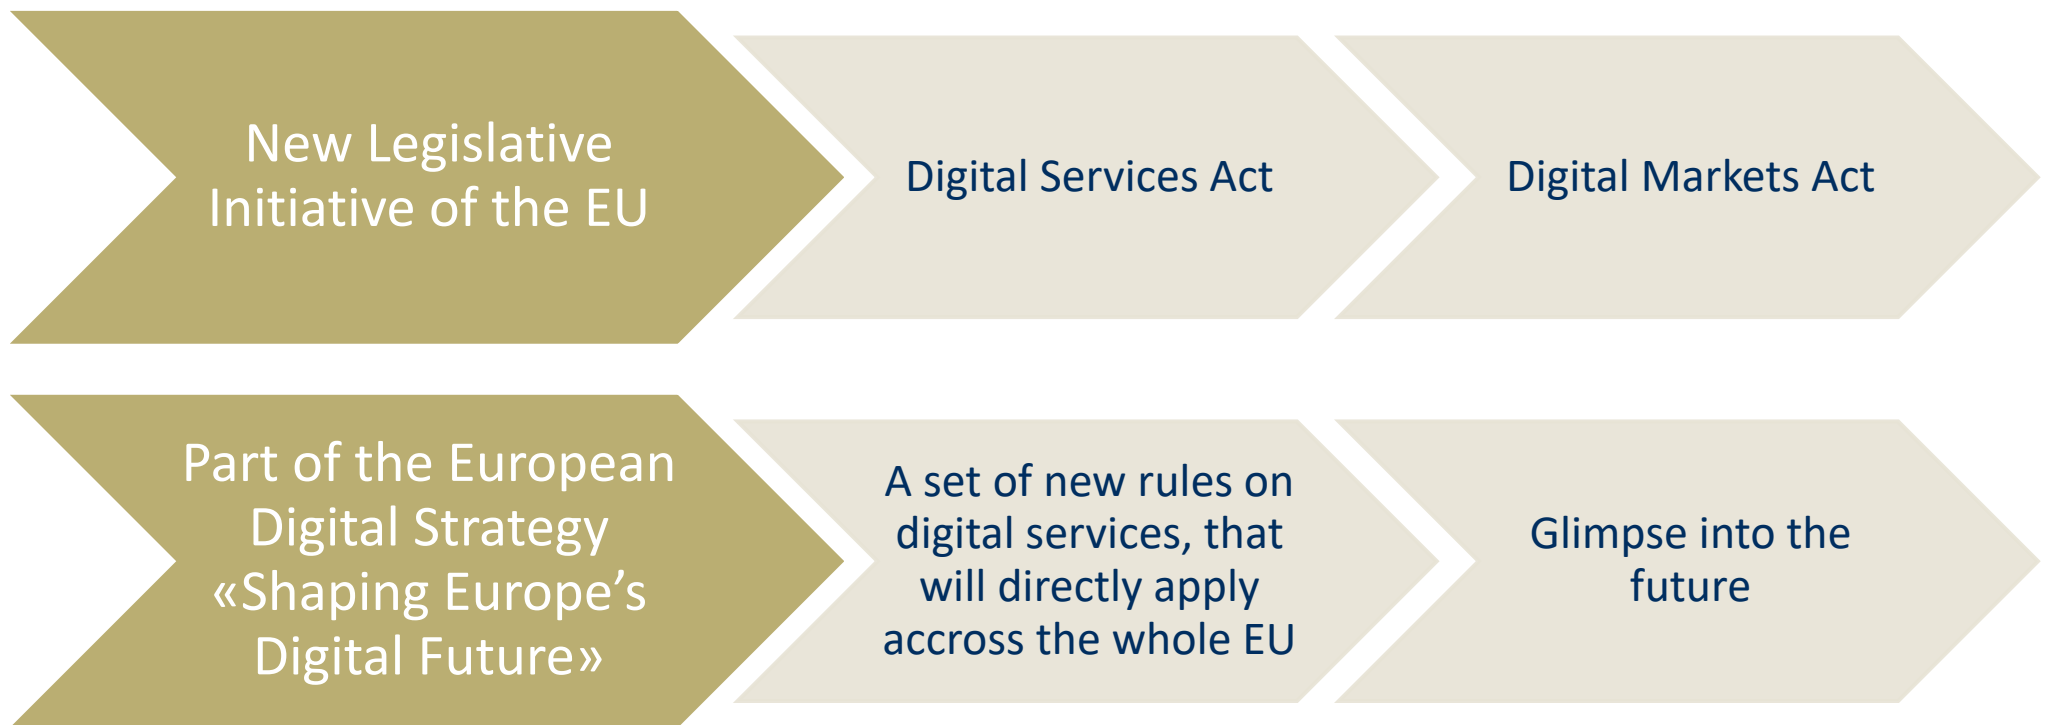 New Legislative
Initiative of the EU
Digital Services Act
Digital Markets Act
Part of the European
Digital Strategy
«Shaping Europe’s
Digital Future»
A set of new rules on
digital services, that
will directly apply
accross the whole EU
Glimpse into the
future